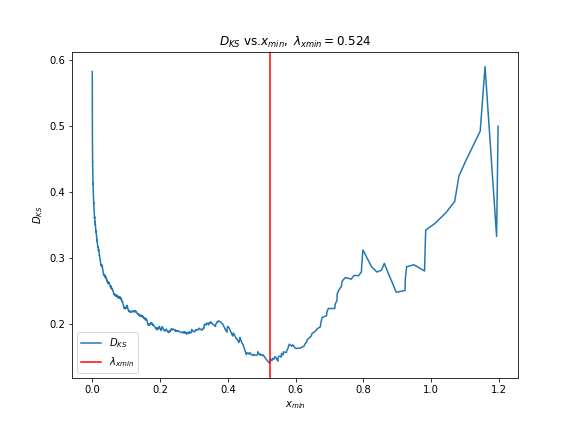 D_KS vs.x_min, λ_xmin = 0.524
0.6
0.5
0.4
0.3
0.2
D_KS
D_KS
λ_xmin
0.0 0.2 0.4 0.6 0.8 1.0 1.2
x_min